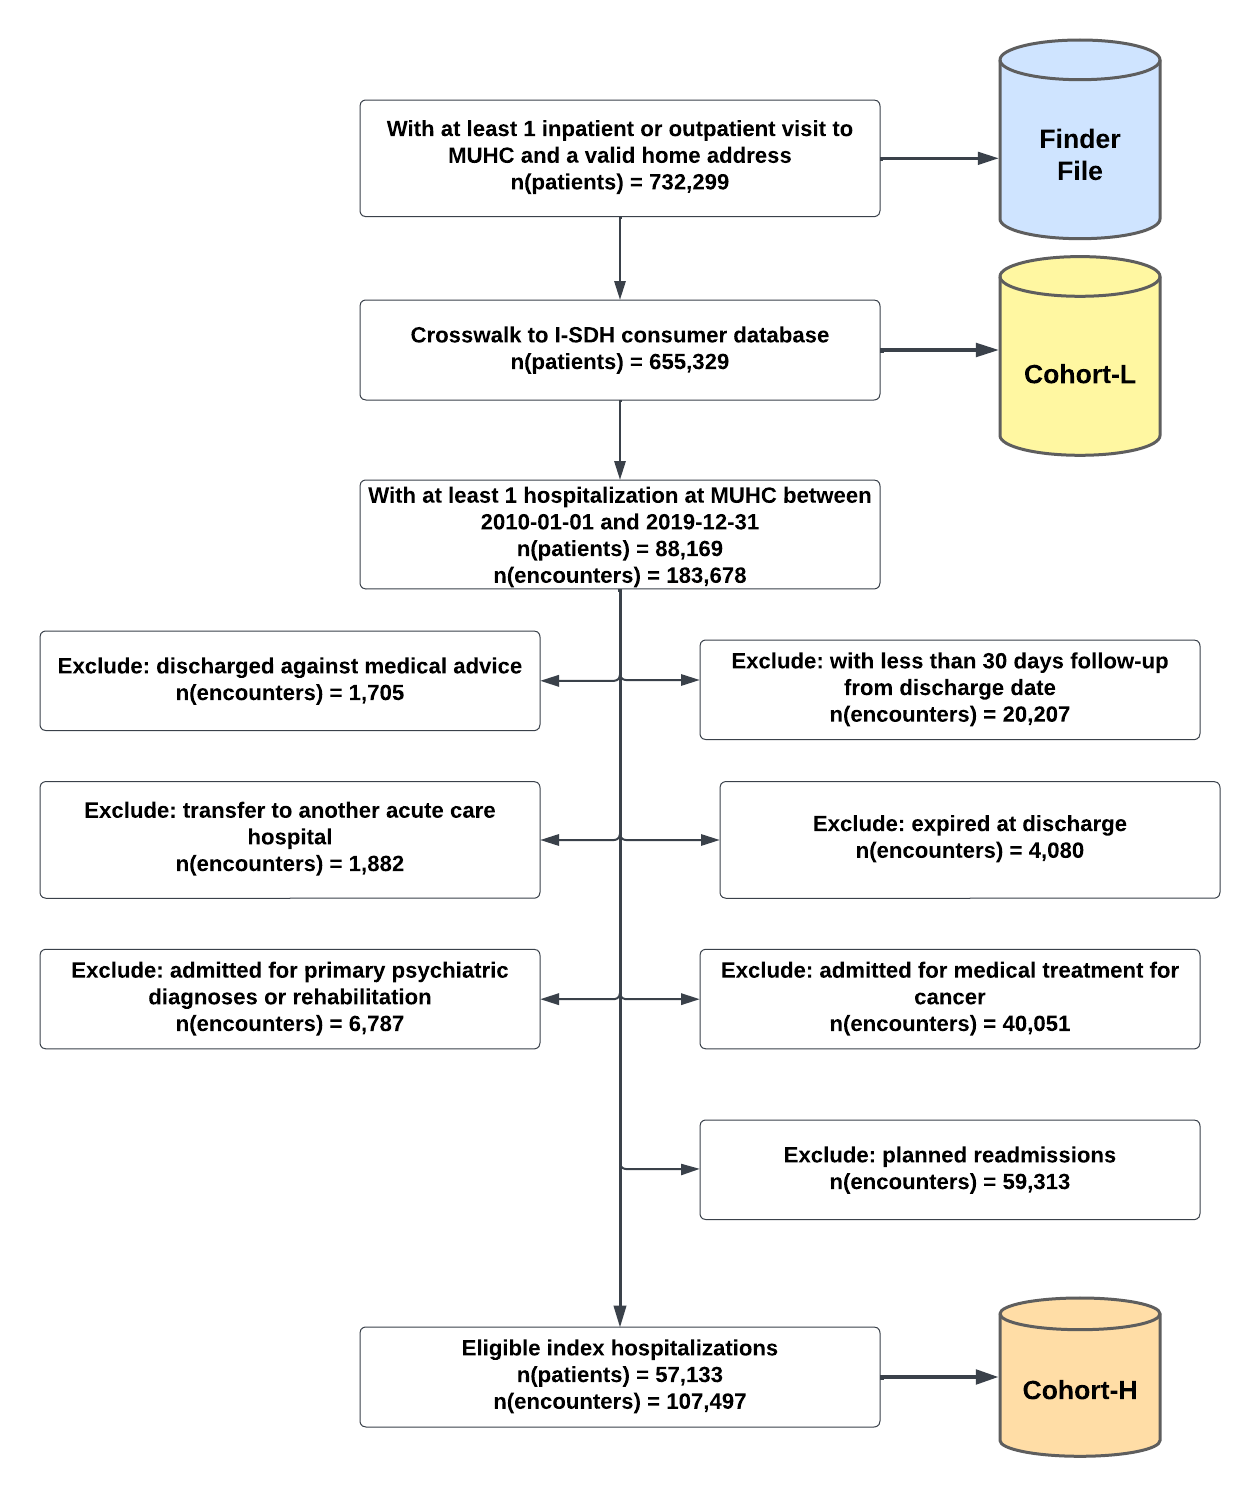 With at least 1 inpatient or outpatient visit to
MUHC and a valid home address
n(patients) = 732,299
Finder
File
Crosswalk to I-SDH consumer database
n(patients) = 655,329
Cohort-L
With at least 1 hospitalization at MUHC between
2010-01-01 and 2019-12-31
n(patients) = 88,169
n(encounters) = 183,678
Exclude: discharged against medical advice
n(encounters) = 1,705
Exclude: with less than 30 days follow-up
from discharge date
n(encounters) = 20,207
Exclude: transfer to another acute care
hospital
n(encounters) = 1,882
Exclude: expired at discharge
n(encounters) = 4,080
Exclude: admitted for primary psychiatric
diagnoses or rehabilitation
n(encounters) = 6,787
Exclude: admitted for medical treatment for
cancer
n(encounters) = 40,051
Exclude: planned readmissions
n(encounters) = 59,313
Eligible index hospitalizations
n(patients) = 57,133
n(encounters) = 107,497
Cohort-H